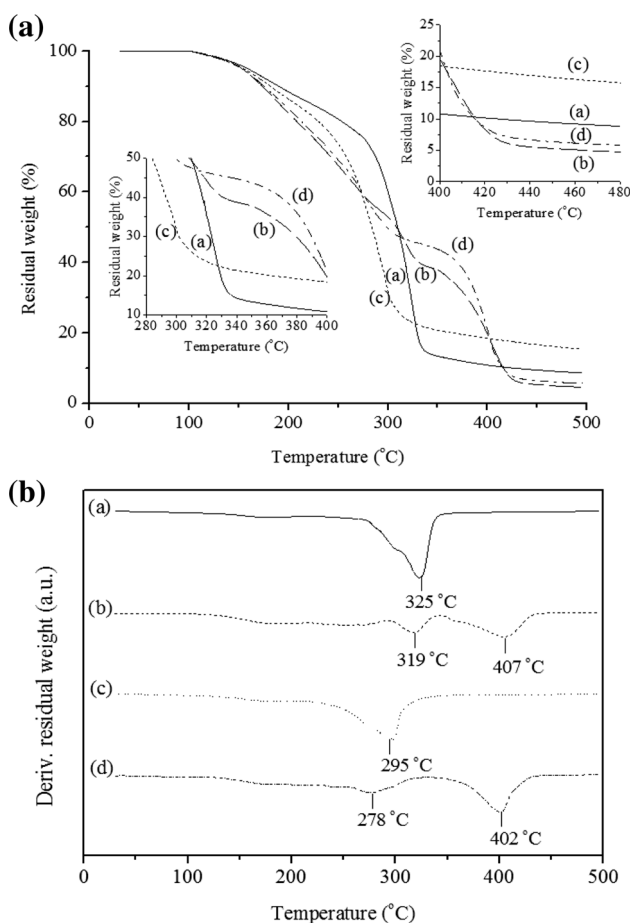 (a)
100
80
60
40
20
0
0
100
200
300
400
500
Residual weight (%)
Temperature (°C)
(a)
(b)
(c)
(d)
50
40
30
20
10
280
300
320
340
360
380
400
Residual weight (%)
Temperature (°C)
(c)
(a)
(b)
(d)
25
20
15
10
5
0
400
420
440
460
480
Residual weight (%)
Temperature (°C)
(c)
(a)
(d)
(b)
(b)
Deriv. residual weight (a.u.)
(a)
325 °C
(b)
319 °C
407 °C
(c)
295 °C
(d)
278 °C
402 °C
0
100
200
300
400
500
Temperature (°C)